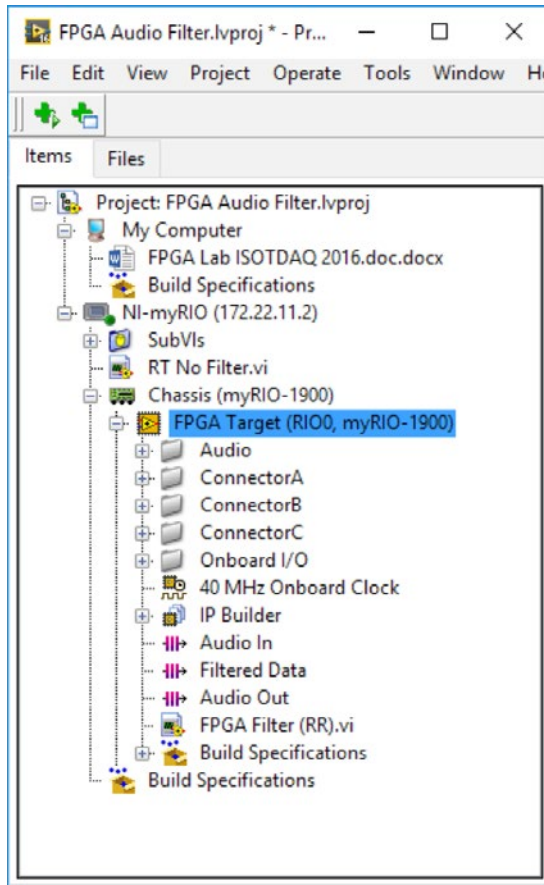 FPGA Audio Filter.lvproj * - Pr...
File Edit View Project Operate Tools Window He
Items Files
Project: FPGA Audio Filter.lvproj
My Computer
FPGA Lab ISOTDAQ 2016.doc.docx
Build Specifications
NI-myRIO (172.22.11.2)
SubVIs
RT No Filter.vi
Chassis (myRIO-1900)
FPGA Target (RIO0, myRIO-1900)
Audio
ConnectorA
ConnectorB
ConnectorC
Onboard I/O
40 MHz Onboard Clock
IP Builder
Audio In
Filtered Data
Audio Out
FPGA Filter (RR).vi
Build Specifications
Build Specifications